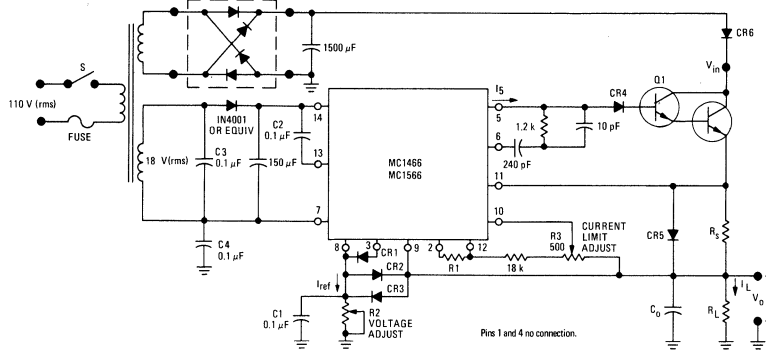 CR6
1500 µF
S
Vin
110 V (rms)
FUSE
IN4001
OR EQUIV
C2
0.1 µF
14
13
I5
5
CR4
Q1
1.2 k
10 pF
6
240 pF
18 V(rms)
C3
0.1 µF
150 µF
MC1466
MC1566
11
7
10
C4
0.1 µF
8
3
9
2
12
CR1
CR2
CR3
R1
18 k
R3
500
CURRENT
LIMIT
ADJUST
CR5
Rs
Iref
C1
0.1 µF
R2
VOLTAGE
ADJUST
Co
RL
IL
Vo
Pins 1 and 4 no connection.